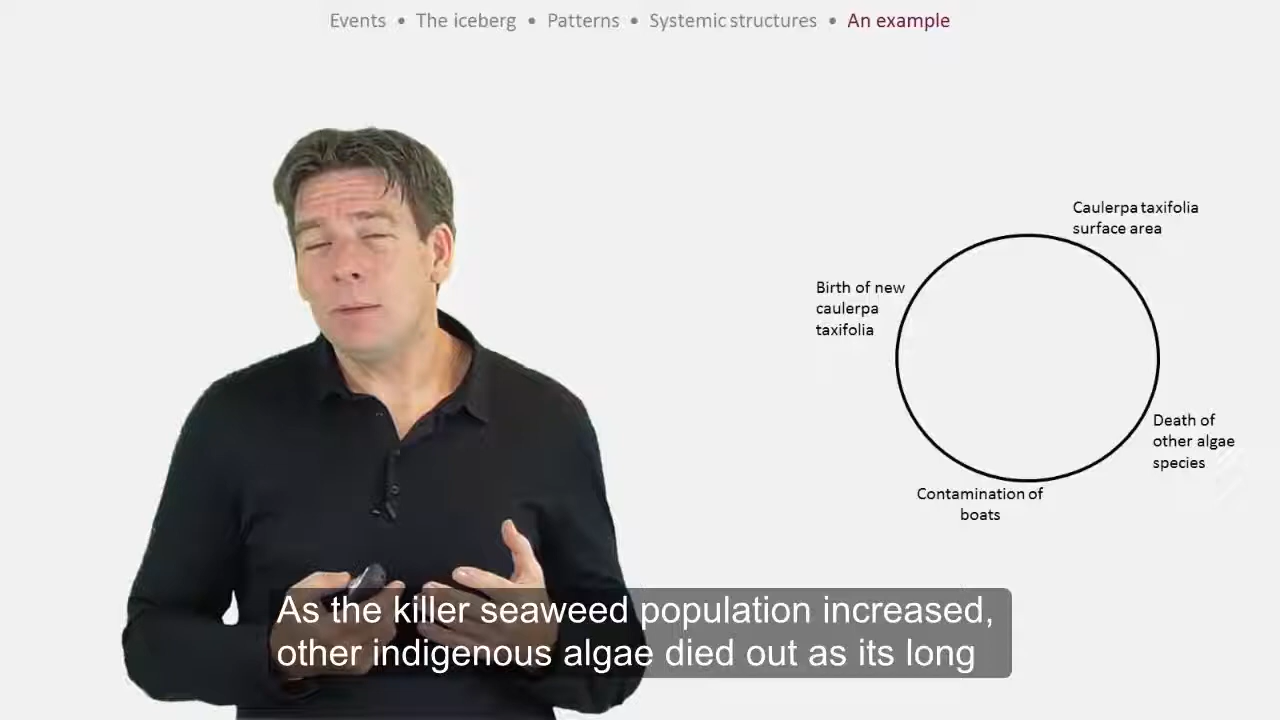 Events • The iceberg • Patterns • Systemic structures • An example
Caulerpa taxifolia
surface area
Birth of new
caulerpa
taxifolia
Death of
other algae
species
Contamination of
boats
As the killer seaweed population increased,
other indigenous algae died out as its long